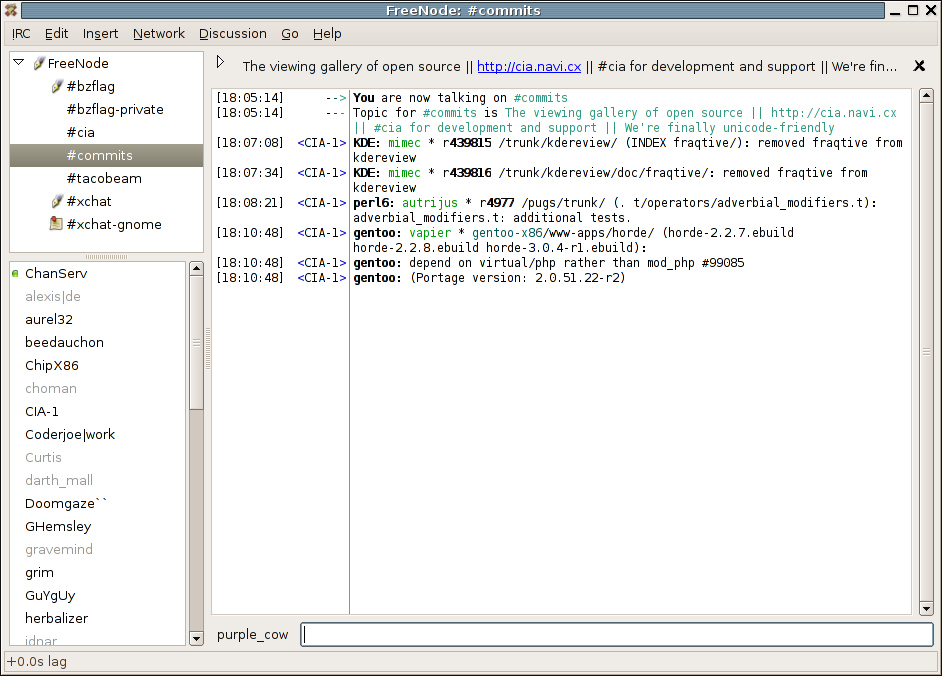 FreeNode: #commits
IRC Edit Insert Network Discussion Go Help
FreeNode
#bzflag
#bzflag-private
#cia
#commits
#tacobeam
#xchat
#xchat-gnome
ChanServ
alexis|de
aurel32
beedauchon
ChipX86
choman
CIA-1
Coderjoe|work
Curtis
darth_mall
Doomgaze``
GHemsley
gravemind
grim
GuYgUy
herbalizer
idnar
The viewing gallery of open source || http://cia.navi.cx || #cia for development and support || We're fin...
[18:05:14] --> You are now talking on #commits
[18:05:14] --- Topic for #commits is The viewing gallery of open source || http://cia.navi.cx
|| #cia for development and support || We're finally unicode-friendly
[18:07:08] <CIA-1> KDE: mimec * r439815 /trunk/kdereview/ (INDEX fraqtive/): removed fraqtive from
kdereview
[18:07:34] <CIA-1> KDE: mimec * r439816 /trunk/kdereview/doc/fraqtive/: removed fraqtive from
kdereview
[18:08:21] <CIA-1> perl6: autrijus * r4977 /pugs/trunk/ (. t/operators/adverbial_modifiers.t):
adverbial_modifiers.t: additional tests.
[18:10:48] <CIA-1> gentoo: vapier * gentoo-x86/www-apps/horde/ (horde-2.2.7.ebuild
horde-2.2.8.ebuild horde-3.0.4-r1.ebuild):
[18:10:48] <CIA-1> gentoo: depend on virtual/php rather than mod_php #99085
[18:10:48] <CIA-1> gentoo: (Portage version: 2.0.51.22-r2)
purple_cow
+0.0s lag